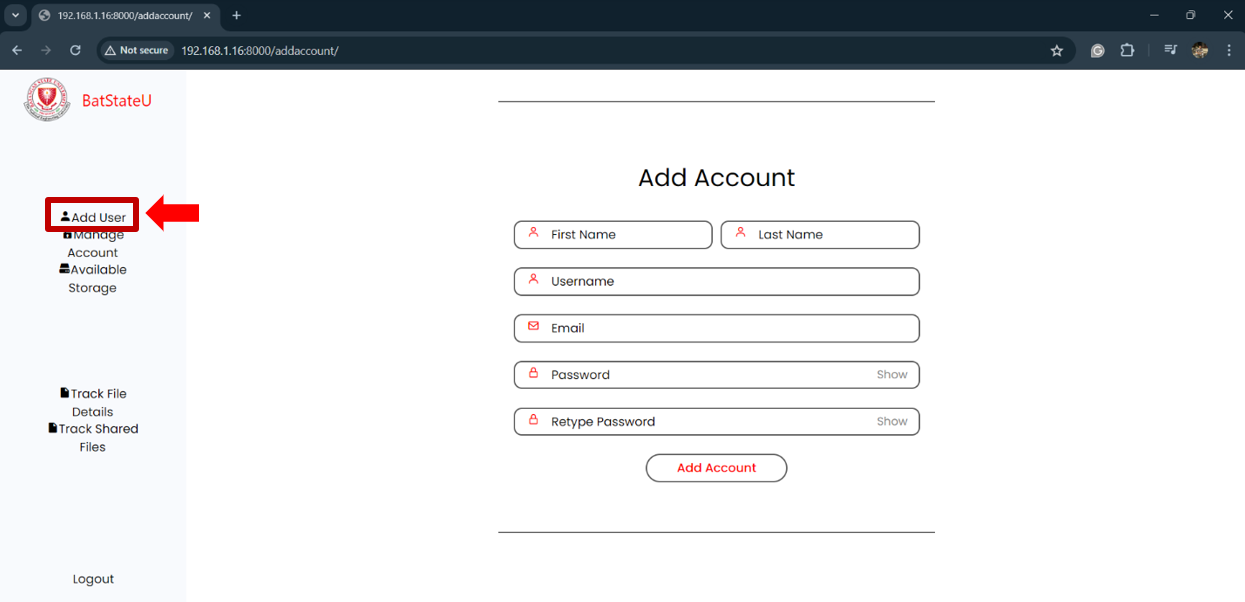 192.168.1.16:8000/addaccount/
Not secure 192.168.1.16:8000/addaccount/
BatStateU
Add User
Manage
Account
Available
Storage
Track File
Details
Track Shared
Files
Logout
Add Account
First Name
Last Name
Username
Email
Password Show
Retype Password Show
Add Account